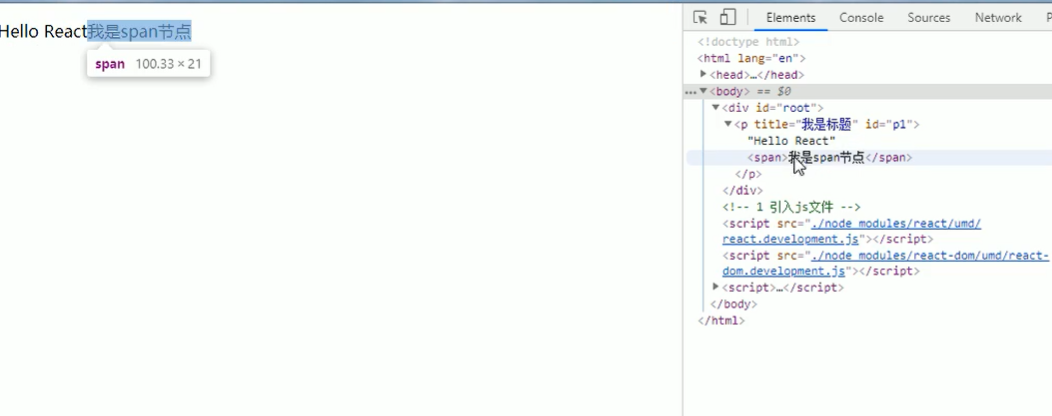 Hello React我是span节点
span 100.33 × 21
Elements Console Sources Network
<!doctype html>
<html lang="en">
<head>…</head>
<body> == $0
<div id="root">
<p title="我是标题" id="p1">
"Hello React"
<span>我是span节点</span>
</p>
</div>
<!-- 1 引入js文件 -->
<script src="./node_modules/react/umd/
react.development.js"></script>
<script src="./node_modules/react-dom/umd/react-
dom.development.js"></script>
<script>…</script>
</body>
</html>